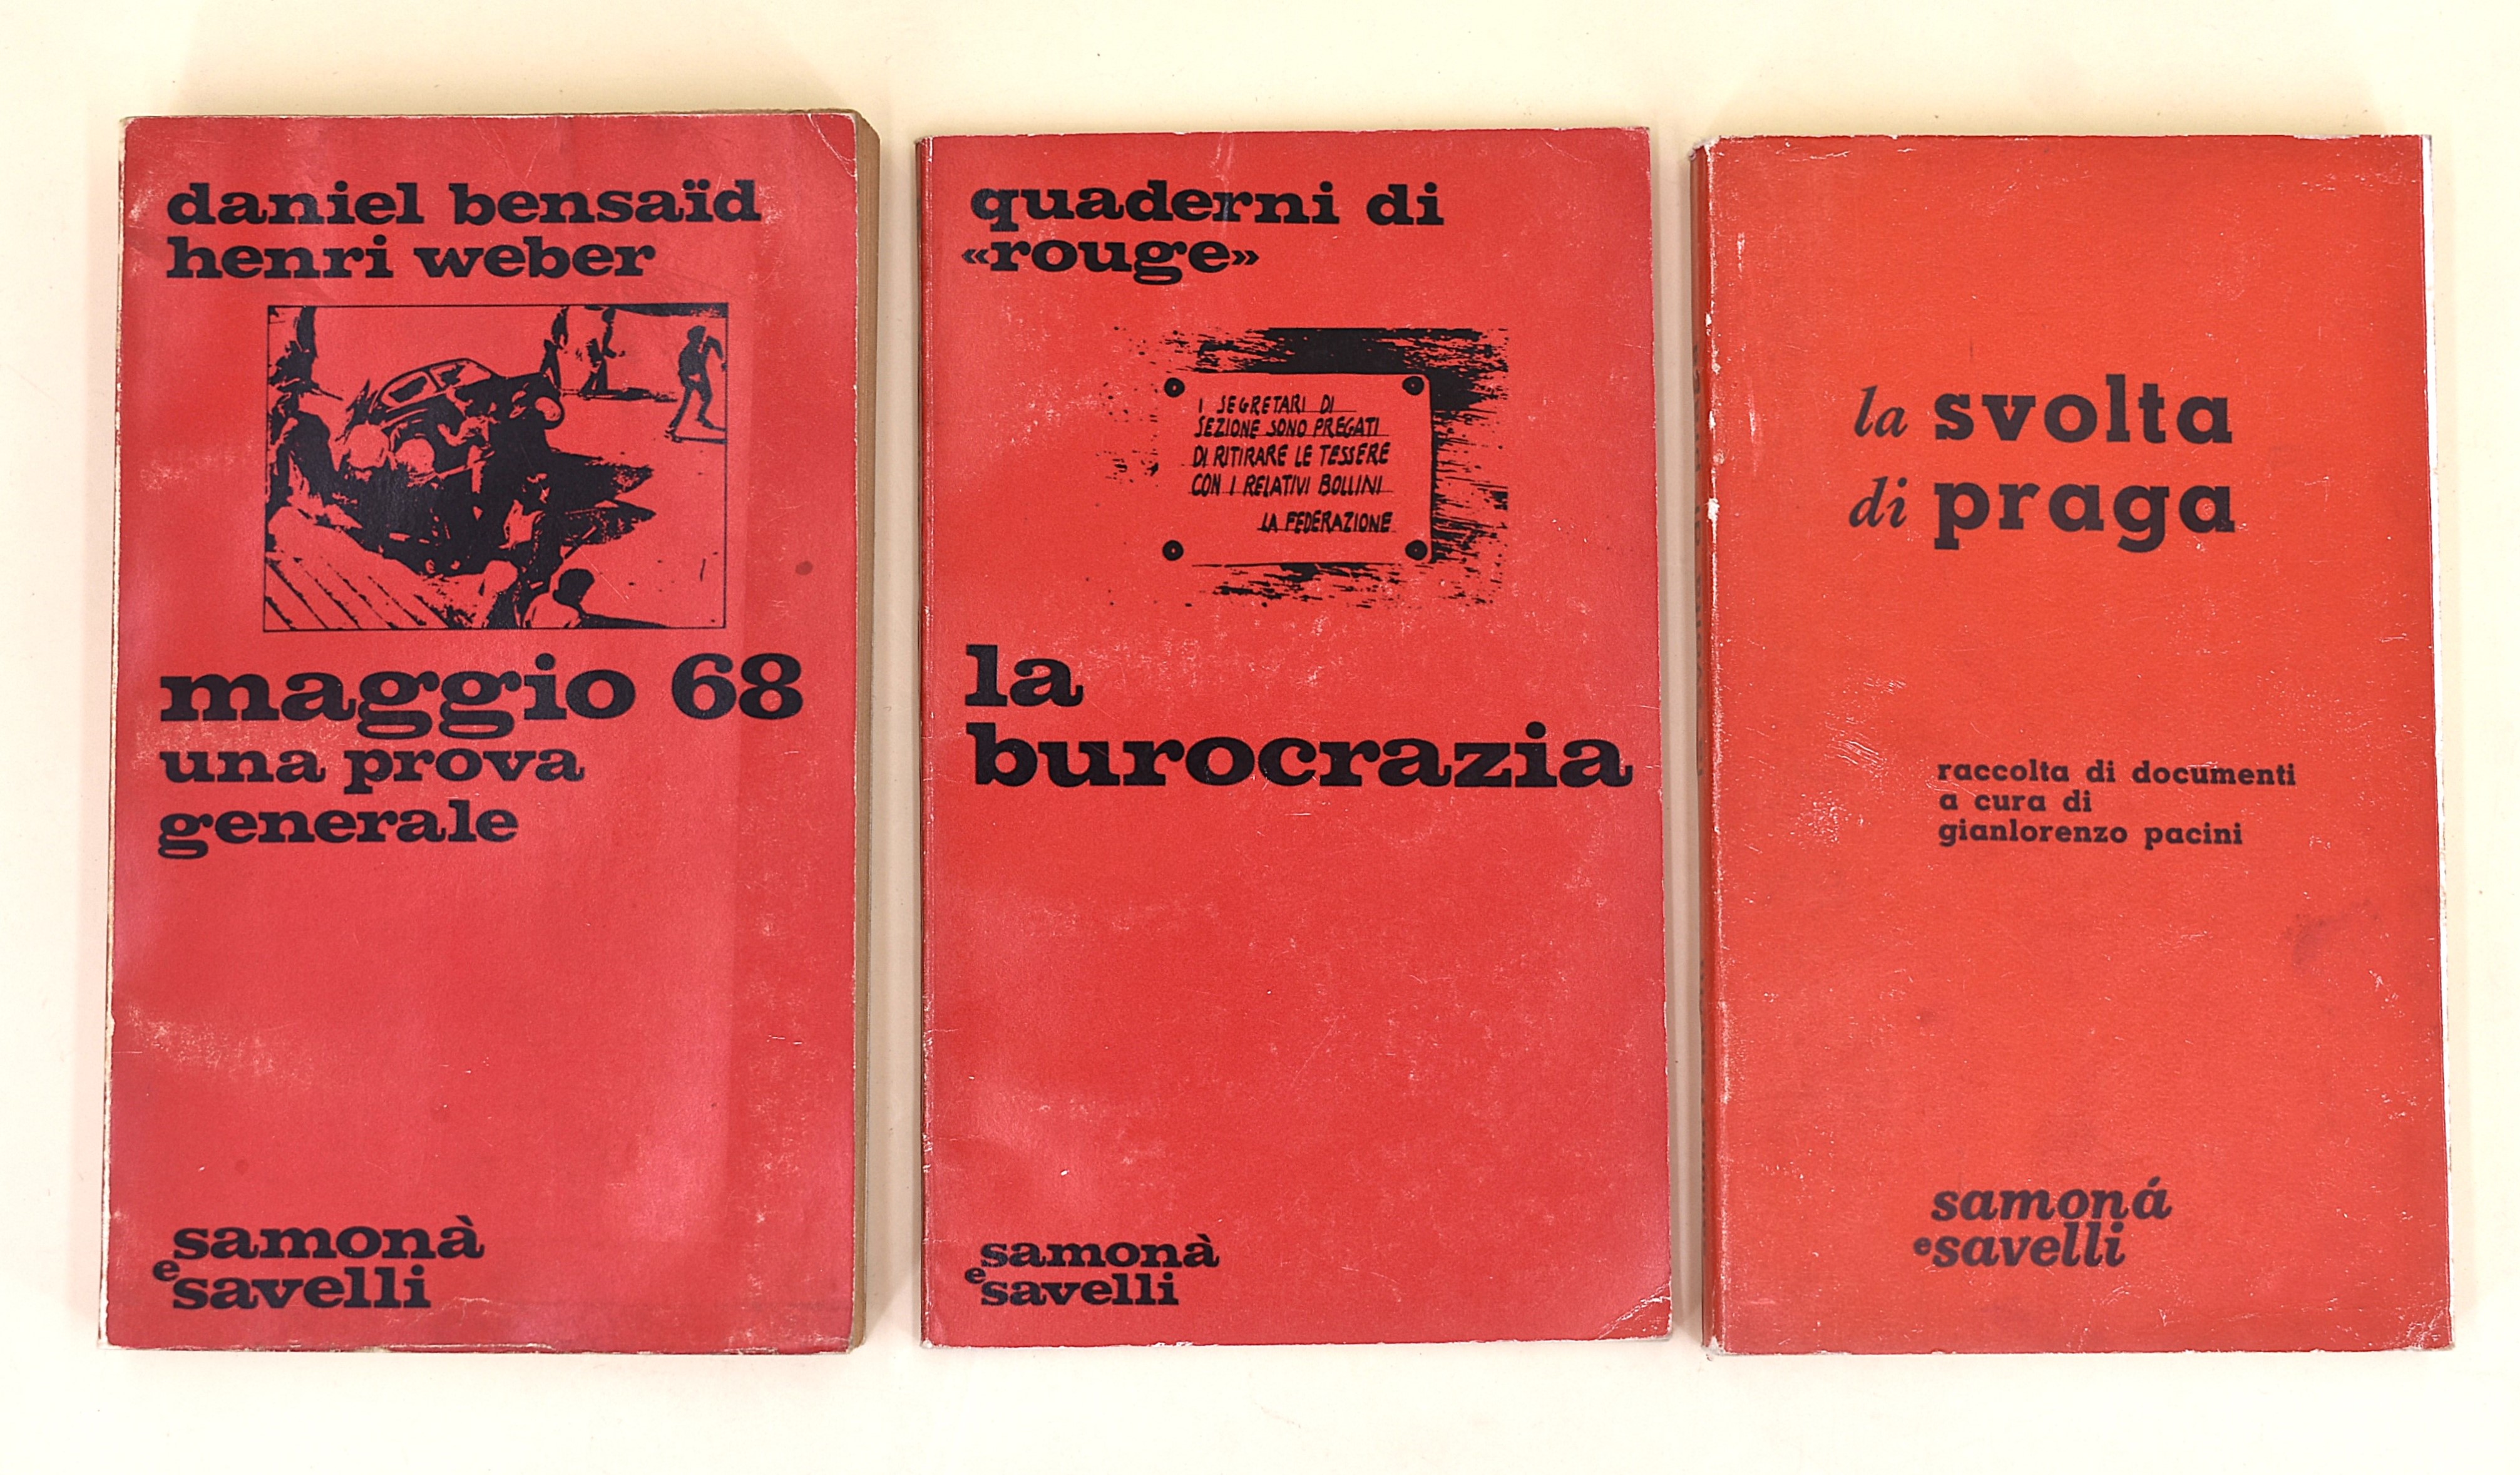 daniel bensaïd
henri weber
maggio 68
una prova
generale
samonà
e savelli
quaderni di
«rouge»
I SEGRETARI DI
SEZIONE SONO PREGATI
DI RITIRARE LE TESSERE
CON I RELATIVI BOLLINI
LA FEDERAZIONE
la
burocrazia
samonà
e savelli
la svolta
di praga
raccolta di documenti
a cura di
gianlorenzo pacini
samoná
e savelli